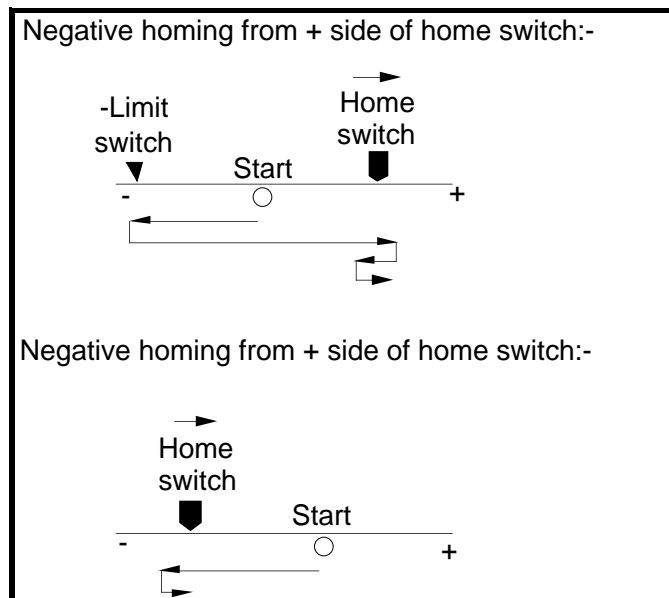 Negative homing from + side of home switch:-
-Limit
switch
Home
switch
Start
-
+
Negative homing from + side of home switch:-
Home
switch
Start
-
+